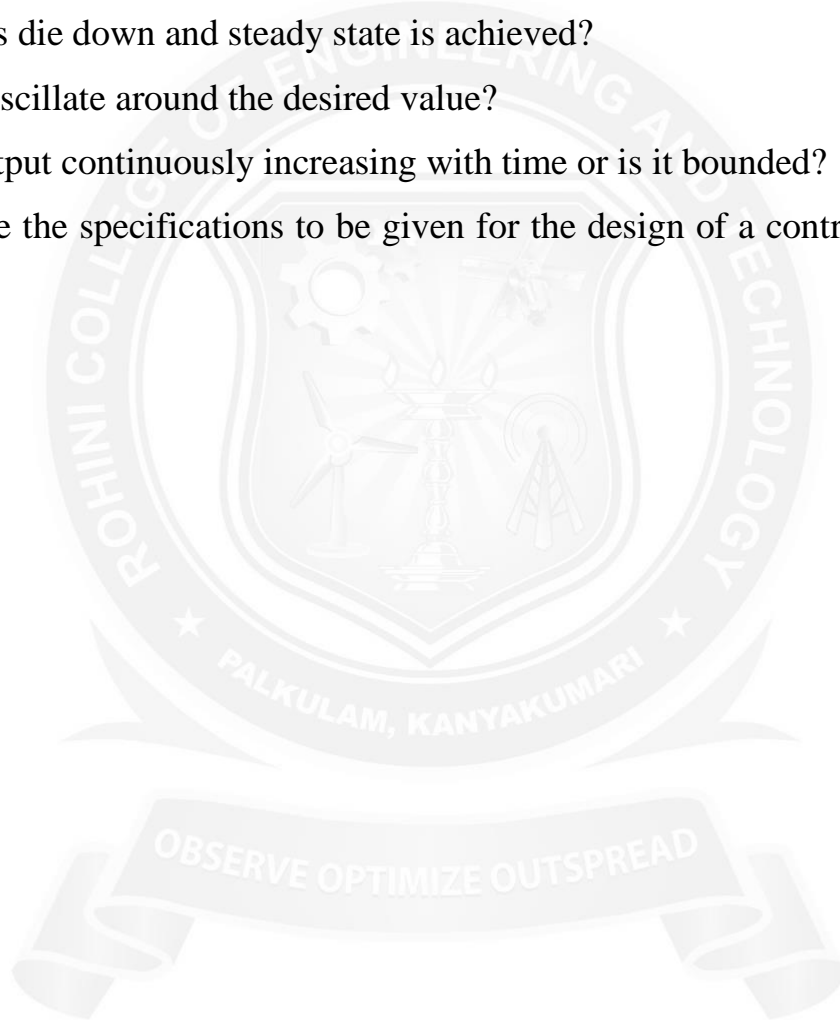 s die down and steady state is achieved?
scillate around the desired value?
tput continuously increasing with time or is it bounded?
e the specifications to be given for the design of a contr
ROHINI COLLEGE OF ENGINEERING AND TECHNOLOGY
PALKULAM, KANYAKUMARI
OBSERVE OPTIMIZE OUTSPREAD